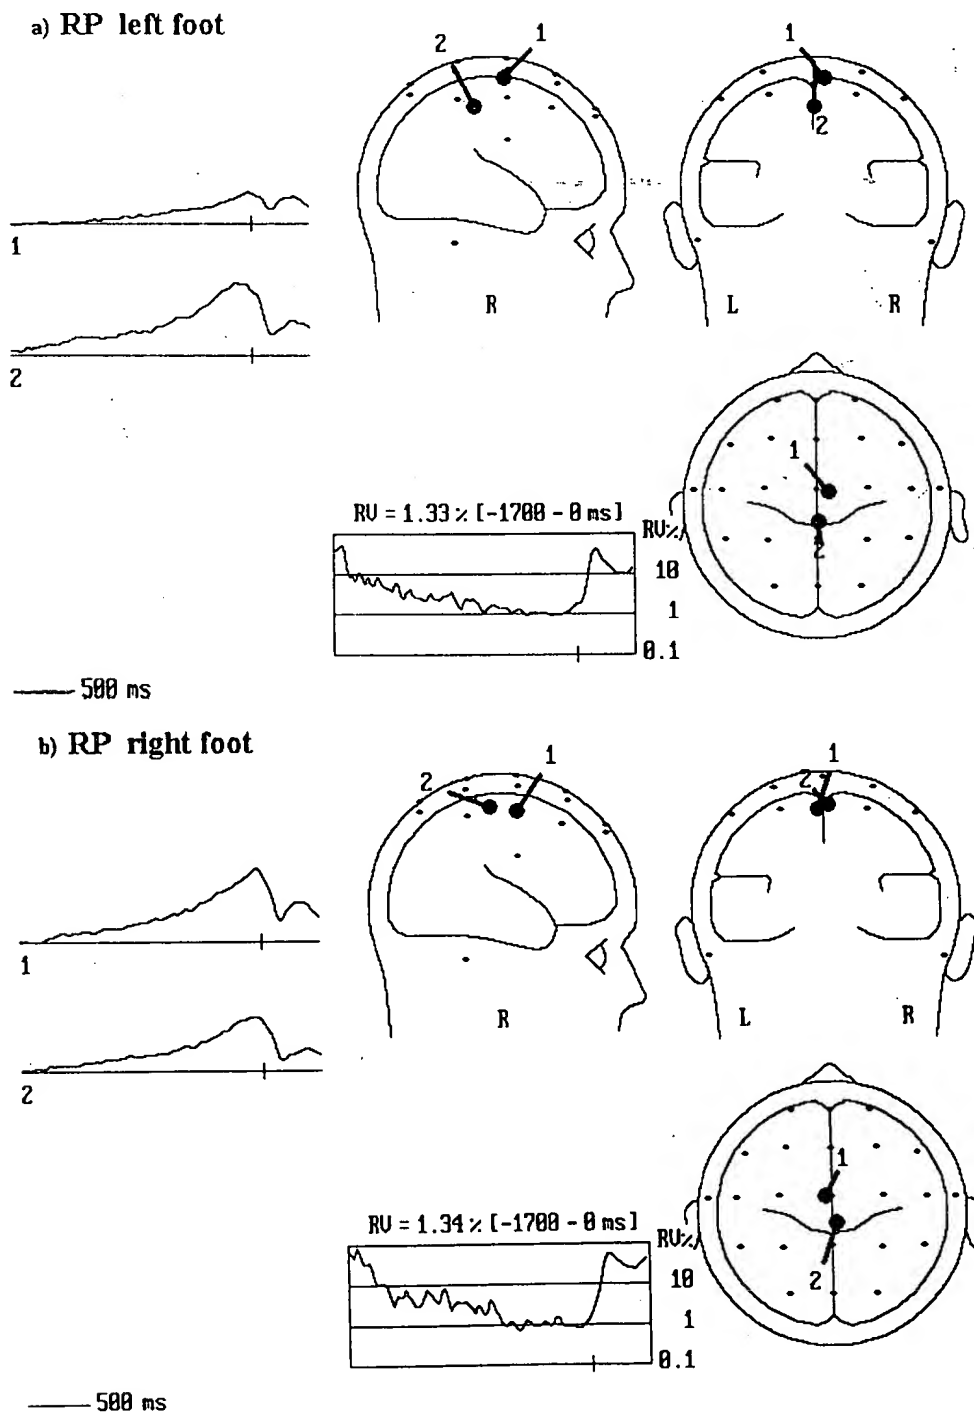 a) RP left foot
2
1
1
2
1
2
R
L
R
1
2
RV = 1.33 % [-1700 - 0 ms]
RV%
10
1
0.1
500 ms
b) RP right foot
2
1
1
2
1
2
R
L
R
1
2
RV = 1.34 % [-1700 - 0 ms]
RV%
10
1
0.1
500 ms